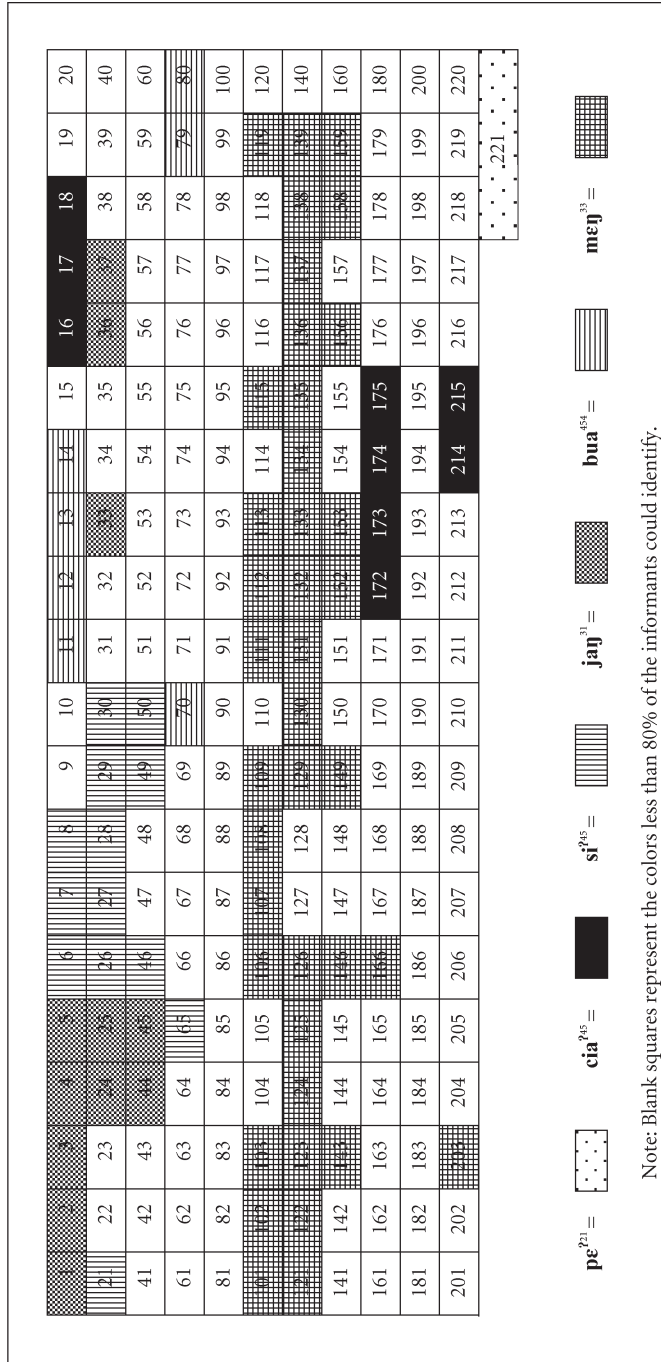 1 2 3 4 5 6 7 8 9 10 11 12 13 14 15 16 17 18 19 20
21 22 23 24 25 26 27 28 29 30 31 32 33 34 35 36 37 38 39 40
41 42 43 44 45 46 47 48 49 50 51 52 53 54 55 56 57 58 59 60
61 62 63 64 65 66 67 68 69 70 71 72 73 74 75 76 77 78 79 80
81 82 83 84 85 86 87 88 89 90 91 92 93 94 95 96 97 98 99 100
101 102 103 104 105 106 107 108 109 110 111 112 113 114 115 116 117 118 119 120
121 122 123 124 125 126 127 128 129 130 131 132 133 134 135 136 137 138 139 140
141 142 143 144 145 146 147 148 149 150 151 152 153 154 155 156 157 158 159 160
161 162 163 164 165 166 167 168 169 170 171 172 173 174 175 176 177 178 179 180
181 182 183 184 185 186 187 188 189 190 191 192 193 194 195 196 197 198 199 200
201 202 203 204 205 206 207 208 209 210 211 212 213 214 215 216 217 218 219 220
221
pɛʔ²¹ = ciaʔ⁴⁵ = siʔ⁴⁵ = jaŋ³¹ = bua⁴⁵⁴ = mɛŋ³³ =
Note: Blank squares represent the colors less than 80% of the informants could identify.